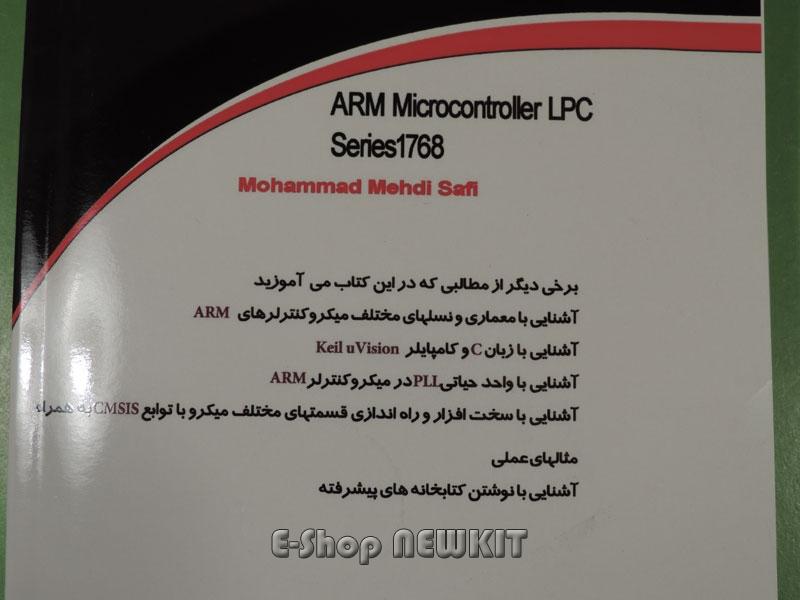 ARM Microcontroller LPC
Series1768
Mohammad Mehdi Safi
برخی دیگر از مطالبی که در این کتاب می آموزید
آشنایی با معماری و نسلهای مختلف میکروکنترلرهای ARM
آشنایی با زبان C و کامپایلر Keil uVision
آشنایی با واحد حیاتی PLL در میکروکنترلر ARM
آشنایی با سخت افزار و راه اندازی قسمتهای مختلف میکرو با توابع CMSIS به همراه
مثالهای عملی
آشنایی با نوشتن کتابخانه های پیشرفته
E-Shop NEWKIT